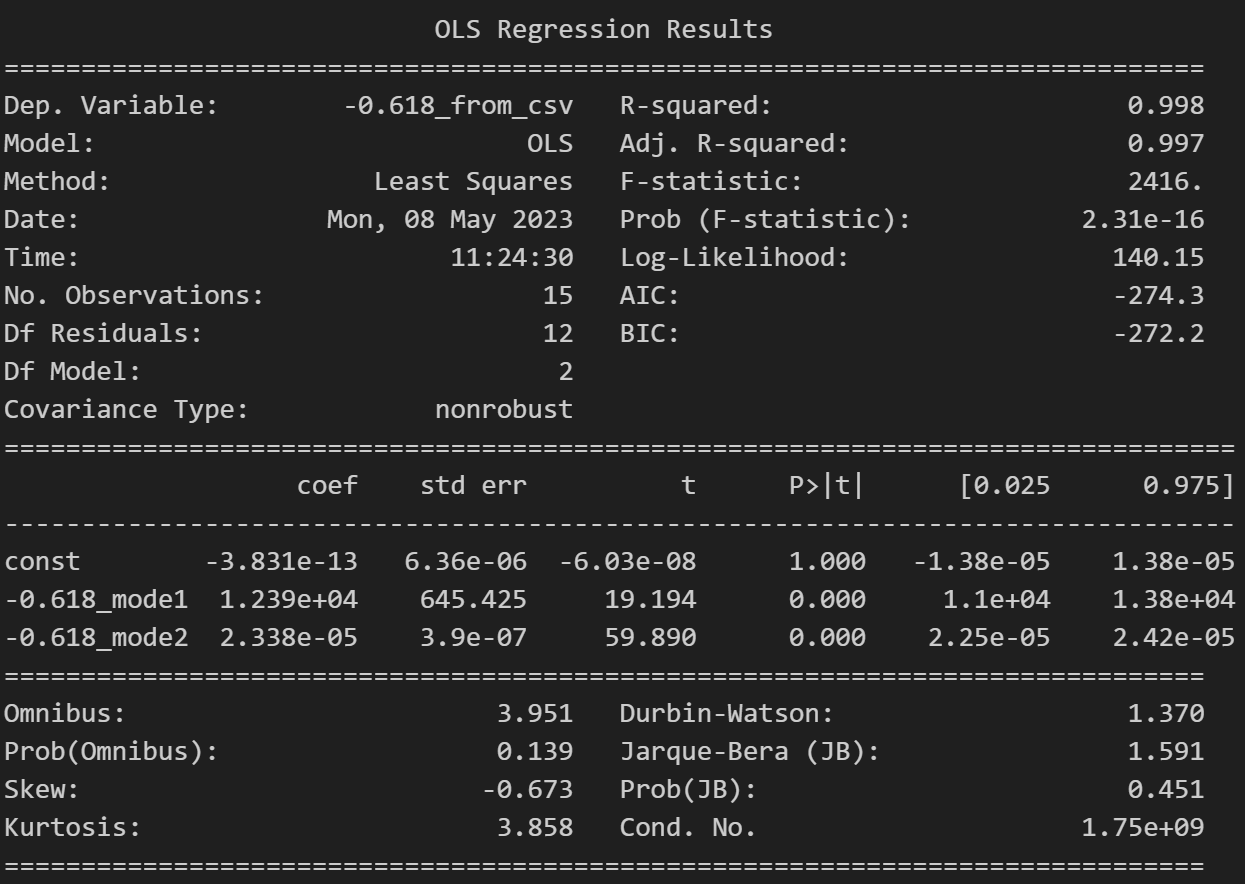 OLS Regression Results
==============================================================================
Dep. Variable:        -0.618_from_csv   R-squared:                       0.998
Model:                            OLS   Adj. R-squared:                  0.997
Method:                 Least Squares   F-statistic:                     2416.
Date:                Mon, 08 May 2023   Prob (F-statistic):           2.31e-16
Time:                        11:24:30   Log-Likelihood:                 140.15
No. Observations:                  15   AIC:                            -274.3
Df Residuals:                      12   BIC:                            -272.2
Df Model:                           2
Covariance Type:            nonrobust
================================================================================
                   coef    std err          t      P>|t|      [0.025      0.975]
--------------------------------------------------------------------------------
const        -3.831e-13   6.36e-06  -6.03e-08      1.000   -1.38e-05    1.38e-05
-0.618_mode1  1.239e+04    645.425     19.194      0.000     1.1e+04    1.38e+04
-0.618_mode2  2.338e-05    3.9e-07     59.890      0.000    2.25e-05    2.42e-05
==============================================================================
Omnibus:                        3.951   Durbin-Watson:                   1.370
Prob(Omnibus):                  0.139   Jarque-Bera (JB):                1.591
Skew:                          -0.673   Prob(JB):                        0.451
Kurtosis:                       3.858   Cond. No.                     1.75e+09
==============================================================================